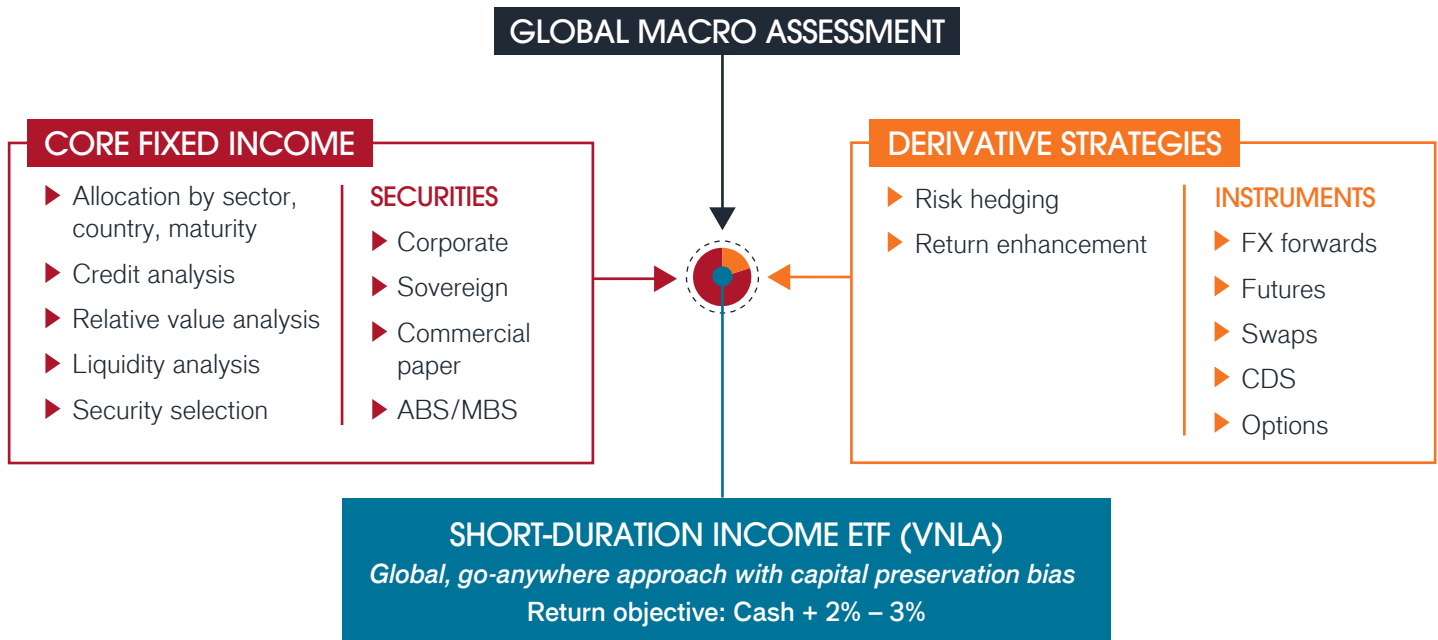 GLOBAL MACRO ASSESSMENT
CORE FIXED INCOME
Allocation by sector,
country, maturity
Credit analysis
Relative value analysis
Liquidity analysis
Security selection
SECURITIES
Corporate
Sovereign
Commercial
paper
ABS/MBS
DERIVATIVE STRATEGIES
Risk hedging
Return enhancement
INSTRUMENTS
FX forwards
Futures
Swaps
CDS
Options
SHORT-DURATION INCOME ETF (VNLA)
Global, go-anywhere approach with capital preservation bias
Return objective: Cash + 2% – 3%